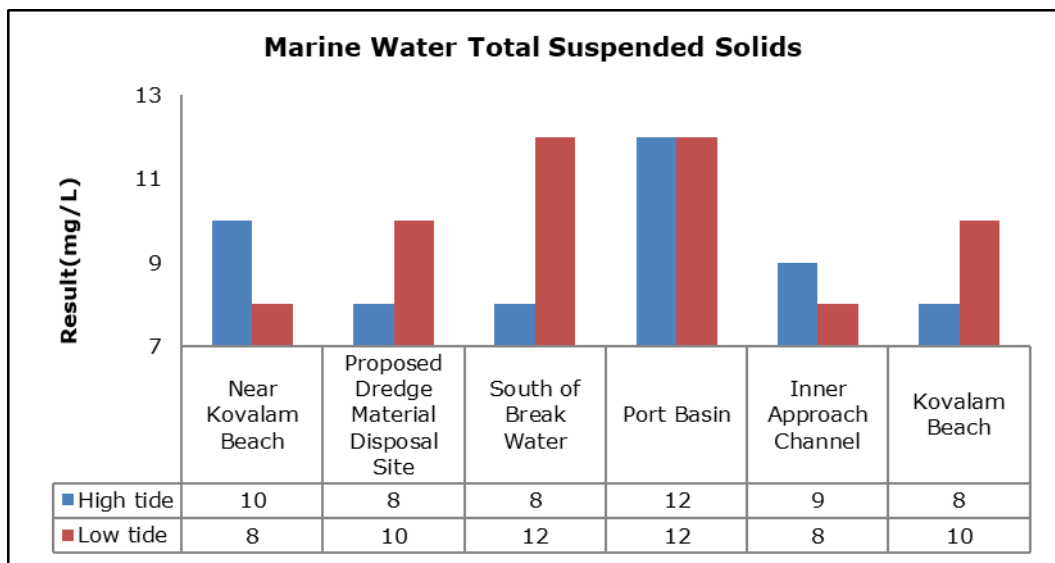 Marine Water Total Suspended Solids
Result(mg/L)
13
11
9
7
Near
Kovalam
Beach
Proposed
Dredge
Material
Disposal
Site
South of
Break
Water
Port Basin
Inner
Approach
Channel
Kovalam
Beach
High tide 10 8 8 12 9 8
Low tide 8 10 12 12 8 10